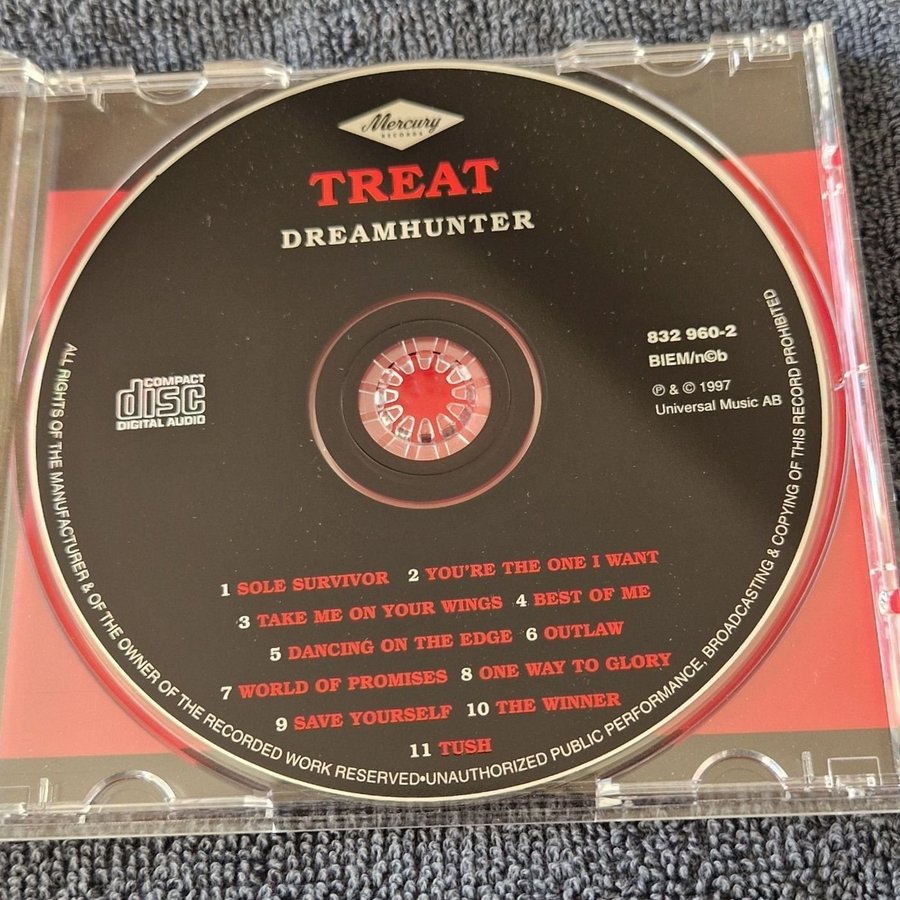 Mercury
RECORDS
TREAT
DREAMHUNTER
832 960-2
BIEM/n©b
℗ & © 1997
Universal Music AB
COMPACT
disc
DIGITAL AUDIO
1 SOLE SURVIVOR 2 YOU'RE THE ONE I WANT
3 TAKE ME ON YOUR WINGS 4 BEST OF ME
5 DANCING ON THE EDGE 6 OUTLAW
7 WORLD OF PROMISES 8 ONE WAY TO GLORY
9 SAVE YOURSELF 10 THE WINNER
11 TUSH
ALL RIGHTS OF THE MANUFACTURER & OF THE OWNER OF THE RECORDED WORK RESERVED•UNAUTHORIZED PUBLIC PERFORMANCE, BROADCASTING & COPYING OF THIS RECORD PROHIBITED